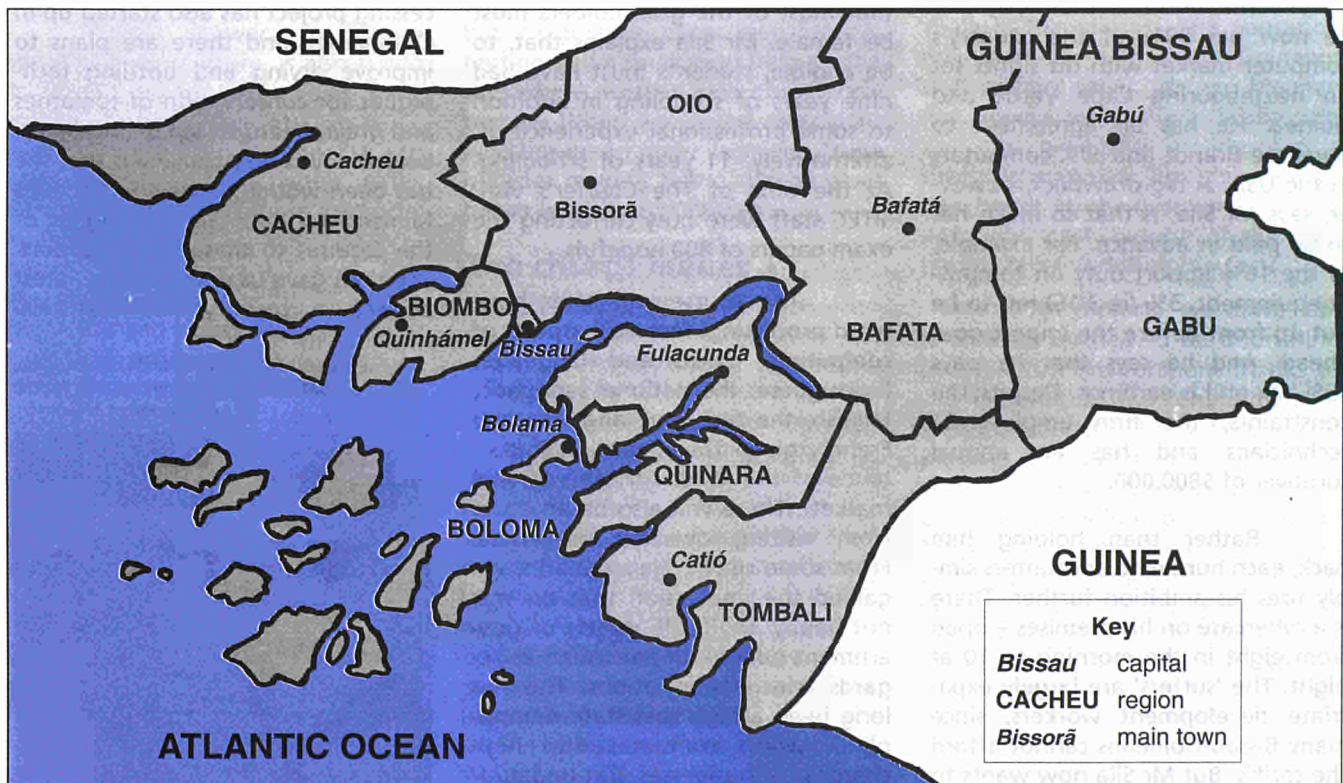 SENEGAL
GUINEA BISSAU
OIO
Gabú
Cacheu
Bissorã
CACHEU
Bafatá
BIOMBO
Quinhámel
Bissau
Fulacunda
BAFATA
GABU
Bolama
QUINARA
BOLOMA
Catió
TOMBALI
GUINEA
ATLANTIC OCEAN
Key
Bissau capital
CACHEU region
Bissorã main town